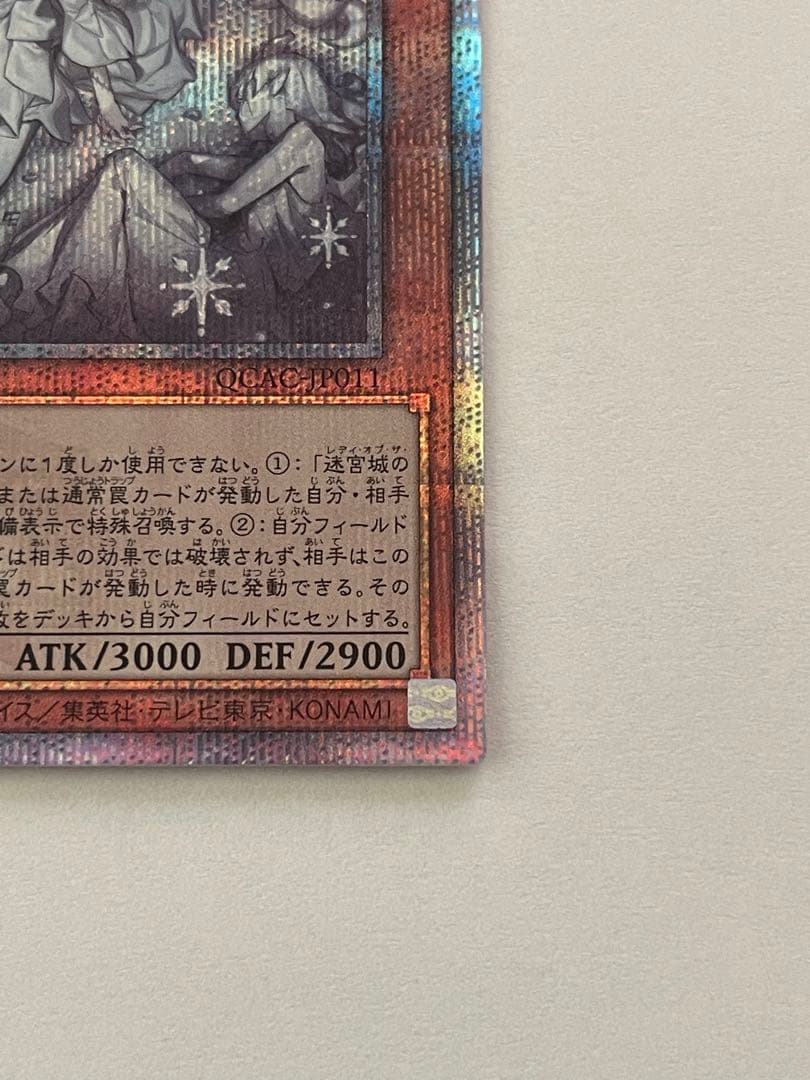 QCAC-JP011
ンに1度しか使用できない。①：「迷宮城の
または通常罠カードが発動した自分・相手
備表示で特殊召喚する。②：自分フィールド
は相手の効果では破壊されず、相手はこの
罠カードが発動した時に発動できる。その
枚をデッキから自分フィールドにセットする。
ATK/3000 DEF/2900
イス/集英社・テレビ東京・KONAMI